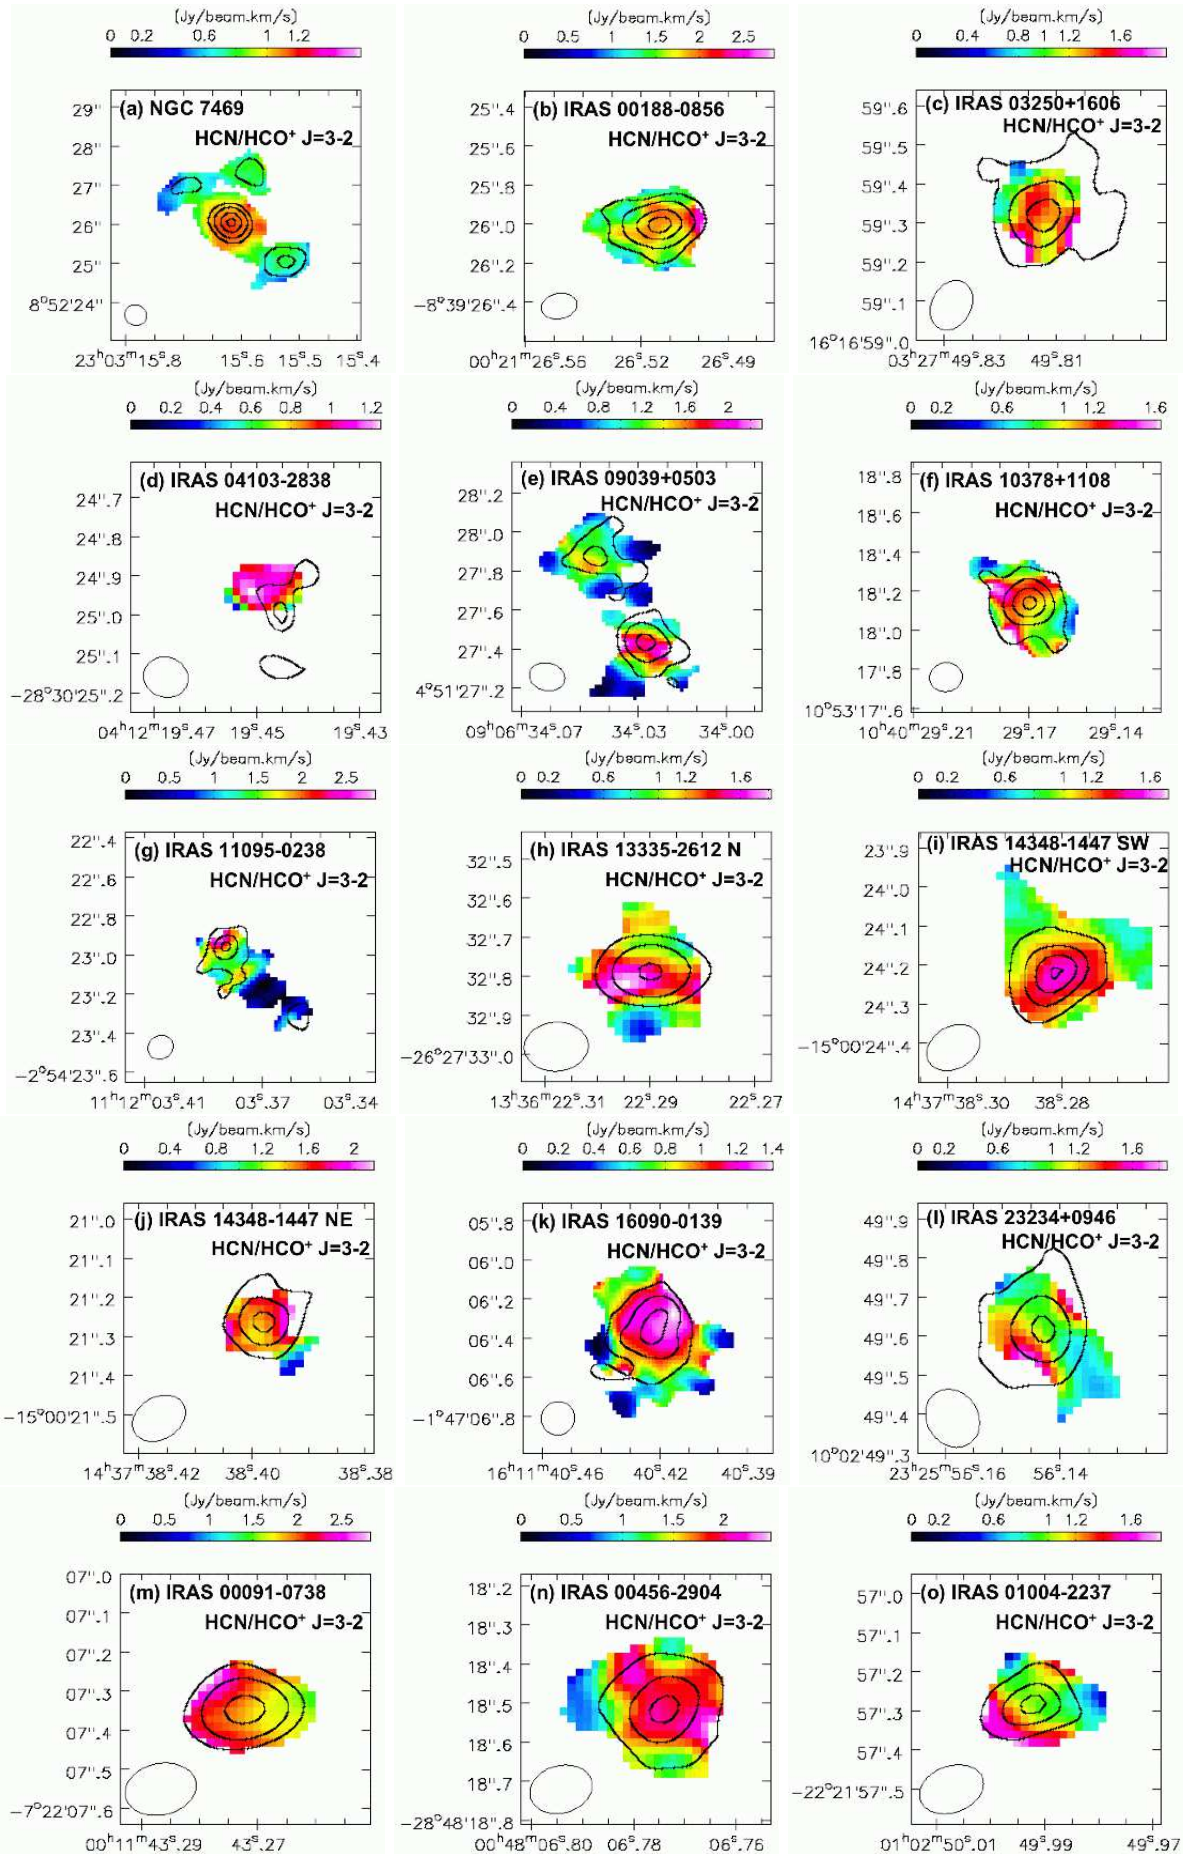 (Jy/beam.km/s)
0 0.2 0.6 1 1.2
(a) NGC 7469
HCN/HCO⁺ J=3-2
29"
28"
27"
26"
25"
8°52'24"
23ʰ03ᵐ15ˢ.8 15ˢ.6 15ˢ.5 15ˢ.4
(Jy/beam.km/s)
0 0.5 1 1.5 2 2.5
(b) IRAS 00188-0856
HCN/HCO⁺ J=3-2
25".4
25".6
25".8
26".0
26".2
−8°39'26".4
00ʰ21ᵐ26ˢ.56 26ˢ.52 26ˢ.49
(Jy/beam.km/s)
0 0.4 0.8 1 1.2 1.6
(c) IRAS 03250+1606
HCN/HCO⁺ J=3-2
59".6
59".5
59".4
59".3
59".2
59".1
16°16'59".0
03ʰ27ᵐ49ˢ.83 49ˢ.81
(Jy/beam.km/s)
0 0.2 0.4 0.6 0.8 1 1.2
(d) IRAS 04103-2838
HCN/HCO⁺ J=3-2
24".7
24".8
24".9
25".0
25".1
−28°30'25".2
04ʰ12ᵐ19ˢ.47 19ˢ.45 19ˢ.43
(Jy/beam.km/s)
0 0.4 0.8 1.2 1.6 2
(e) IRAS 09039+0503
HCN/HCO⁺ J=3-2
28".2
28".0
27".8
27".6
27".4
4°51'27".2
09ʰ06ᵐ34ˢ.07 34ˢ.03 34ˢ.00
(Jy/beam.km/s)
0 0.2 0.6 1 1.2 1.6
(f) IRAS 10378+1108
HCN/HCO⁺ J=3-2
18".8
18".6
18".4
18".2
18".0
17".8
10°53'17".6
10ʰ40ᵐ29ˢ.21 29ˢ.17 29ˢ.14
(Jy/beam.km/s)
0 0.5 1 1.5 2 2.5
(g) IRAS 11095-0238
HCN/HCO⁺ J=3-2
22".4
22".6
22".8
23".0
23".2
23".4
−2°54'23".6
11ʰ12ᵐ03ˢ.41 03ˢ.37 03ˢ.34
(Jy/beam.km/s)
0 0.2 0.6 1 1.2 1.6
(h) IRAS 13335-2612 N
HCN/HCO⁺ J=3-2
32".5
32".6
32".7
32".8
32".9
−26°27'33".0
13ʰ36ᵐ22ˢ.31 22ˢ.29 22ˢ.27
(Jy/beam.km/s)
0 0.2 0.6 1 1.2 1.6
(i) IRAS 14348-1447 SW
HCN/HCO⁺ J=3-2
23".9
24".0
24".1
24".2
24".3
−15°00'24".4
14ʰ37ᵐ38ˢ.30 38ˢ.28
(Jy/beam.km/s)
0 0.4 0.8 1.2 1.6 2
(j) IRAS 14348-1447 NE
HCN/HCO⁺ J=3-2
21".0
21".1
21".2
21".3
21".4
−15°00'21".5
14ʰ37ᵐ38ˢ.42 38ˢ.40 38ˢ.38
(Jy/beam.km/s)
0 0.2 0.4 0.6 0.8 1 1.2 1.4
(k) IRAS 16090-0139
HCN/HCO⁺ J=3-2
05".8
06".0
06".2
06".4
06".6
−1°47'06".8
16ʰ11ᵐ40ˢ.46 40ˢ.42 40ˢ.39
(Jy/beam.km/s)
0 0.2 0.6 1 1.2 1.6
(l) IRAS 23234+0946
HCN/HCO⁺ J=3-2
49".9
49".8
49".7
49".6
49".5
49".4
10°02'49".3
23ʰ25ᵐ56ˢ.16 56ˢ.14
(Jy/beam.km/s)
0 0.5 1 1.5 2 2.5
(m) IRAS 00091-0738
HCN/HCO⁺ J=3-2
07".0
07".1
07".2
07".3
07".4
07".5
−7°22'07".6
00ʰ11ᵐ43ˢ.29 43ˢ.27
(Jy/beam.km/s)
0 0.5 1 1.5 2
(n) IRAS 00456-2904
HCN/HCO⁺ J=3-2
18".2
18".3
18".4
18".5
18".6
18".7
−28°48'18".8
00ʰ48ᵐ06ˢ.80 06ˢ.78 06ˢ.76
(Jy/beam.km/s)
0 0.2 0.6 1 1.2 1.6
(o) IRAS 01004-2237
HCN/HCO⁺ J=3-2
57".0
57".1
57".2
57".3
57".4
−22°21'57".5
01ʰ02ᵐ50ˢ.01 49ˢ.99 49ˢ.97